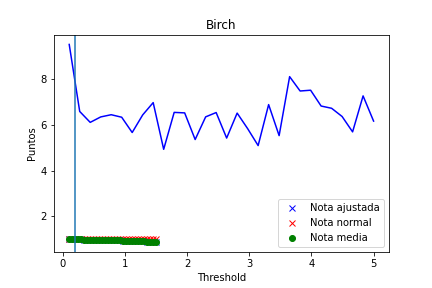 Birch
8
6
4
2
Puntos
Nota ajustada
Nota normal
Nota media
0 1 2 3 4 5
Threshold